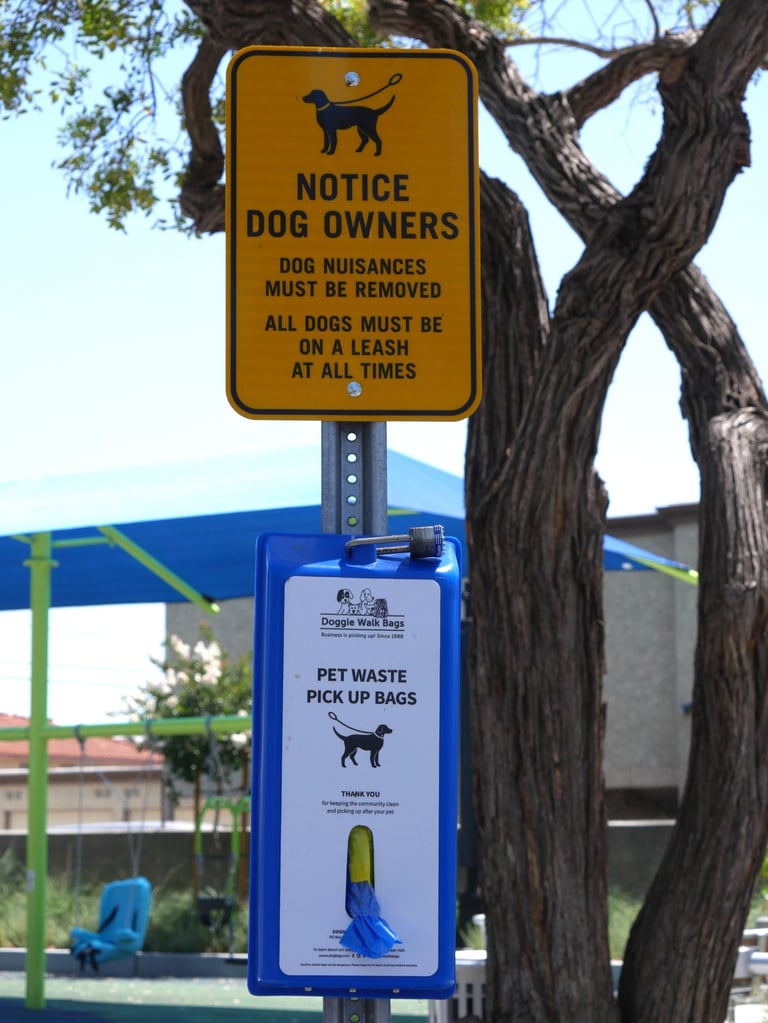 NOTICE
DOG OWNERS
DOG NUISANCES
MUST BE REMOVED
ALL DOGS MUST BE
ON A LEASH
AT ALL TIMES
Doggie Walk Bags
Business is picking up! Since 1988
PET WASTE
PICK UP BAGS
THANK YOU
for keeping the community clean
and picking up after your pet